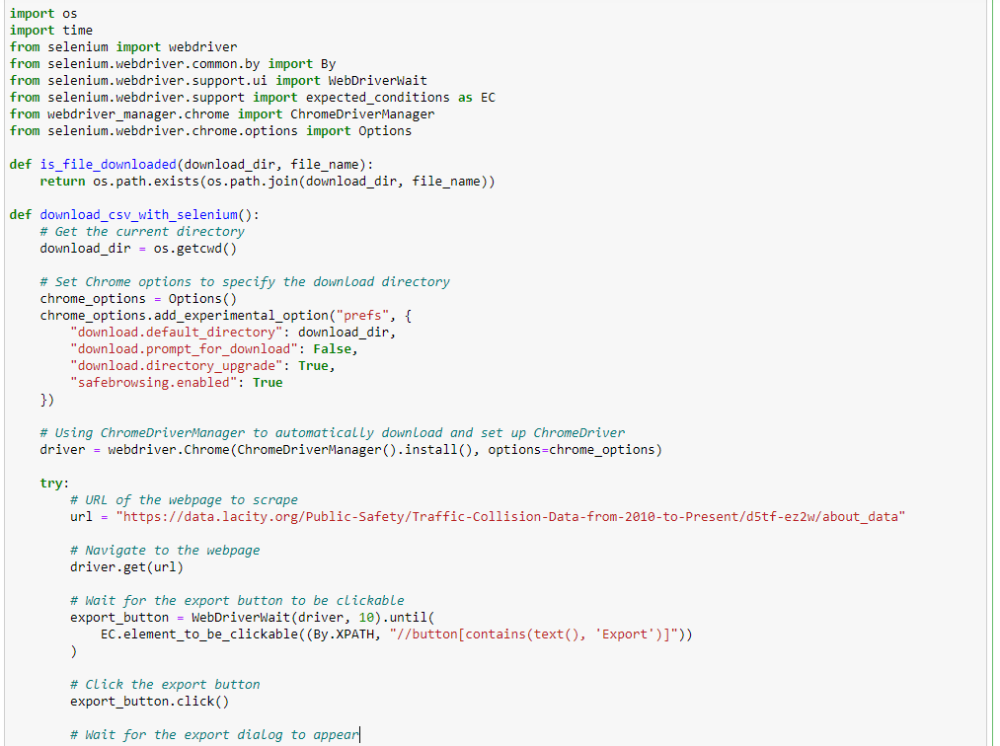 import os
import time
from selenium import webdriver
from selenium.webdriver.common.by import By
from selenium.webdriver.support.ui import WebDriverWait
from selenium.webdriver.support import expected_conditions as EC
from webdriver_manager.chrome import ChromeDriverManager
from selenium.webdriver.chrome.options import Options

def is_file_downloaded(download_dir, file_name):
    return os.path.exists(os.path.join(download_dir, file_name))

def download_csv_with_selenium():
    # Get the current directory
    download_dir = os.getcwd()

    # Set Chrome options to specify the download directory
    chrome_options = Options()
    chrome_options.add_experimental_option("prefs", {
        "download.default_directory": download_dir,
        "download.prompt_for_download": False,
        "download.directory_upgrade": True,
        "safebrowsing.enabled": True
    })

    # Using ChromeDriverManager to automatically download and set up ChromeDriver
    driver = webdriver.Chrome(ChromeDriverManager().install(), options=chrome_options)

    try:
        # URL of the webpage to scrape
        url = "https://data.lacity.org/Public-Safety/Traffic-Collision-Data-from-2010-to-Present/d5tf-ez2w/about_data"

        # Navigate to the webpage
        driver.get(url)

        # Wait for the export button to be clickable
        export_button = WebDriverWait(driver, 10).until(
            EC.element_to_be_clickable((By.XPATH, "//button[contains(text(), 'Export')]"))
        )

        # Click the export button
        export_button.click()

        # Wait for the export dialog to appear